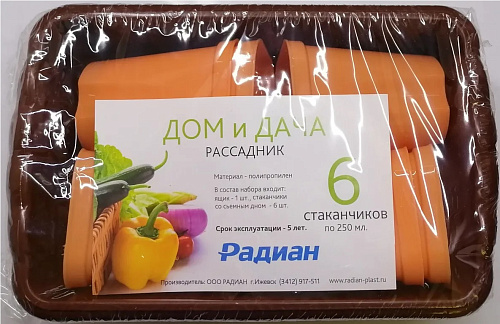 ДОМ и ДАЧА
РАССАДНИК
Материал - полипропилен
В состав набора входит:
ящик - 1 шт., стаканчики
со сьемным дном - 6 шт.
Срок эксплуатации - 5 лет.
6
стаканчиков
по 250 мл.
Радиан
Производитель: ООО РАДИАН г.Ижевск (3412) 917-511
www.radian-plast.ru